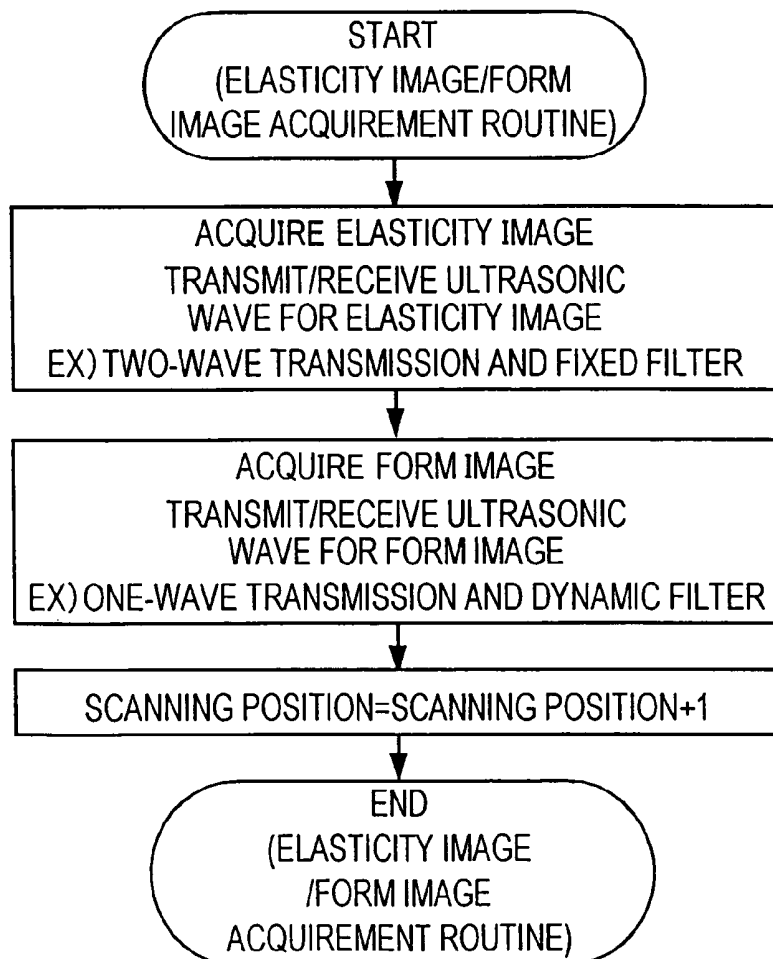 START
(ELASTICITY IMAGE/FORM
IMAGE ACQUIREMENT ROUTINE)
ACQUIRE ELASTICITY IMAGE
TRANSMIT/RECEIVE ULTRASONIC
WAVE FOR ELASTICITY IMAGE
EX) TWO-WAVE TRANSMISSION AND FIXED FILTER
ACQUIRE FORM IMAGE
TRANSMIT/RECEIVE ULTRASONIC
WAVE FOR FORM IMAGE
EX) ONE-WAVE TRANSMISSION AND DYNAMIC FILTER
SCANNING POSITION=SCANNING POSITION+1
END
(ELASTICITY IMAGE
/FORM IMAGE
ACQUIREMENT ROUTINE)